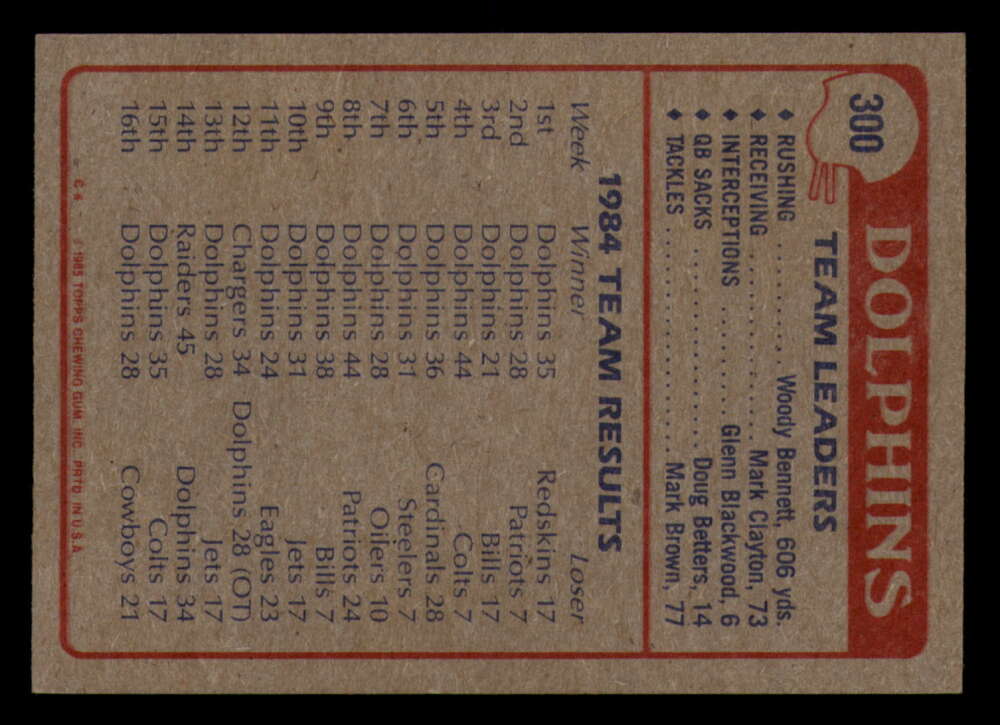 300
DOLPHINS
TEAM LEADERS
♦ RUSHING ........ Woody Bennett, 606 yds.
♦ RECEIVING .................. Mark Clayton, 73
♦ INTERCEPTIONS ........... Glenn Blackwood, 6
♦ QB SACKS .................. Doug Betters, 14
♦ TACKLES .................... Mark Brown, 77
1984 TEAM RESULTS
Week Winner Loser
1st Dolphins 35 Redskins 17
2nd Dolphins 28 Patriots 7
3rd Dolphins 21 Bills 17
4th Dolphins 44 Colts 7
5th Dolphins 36 Cardinals 28
6th Dolphins 31 Steelers 7
7th Dolphins 28 Oilers 10
8th Dolphins 44 Patriots 24
9th Dolphins 38 Bills 7
10th Dolphins 31 Jets 17
11th Dolphins 24 Eagles 23
12th Chargers 34 Dolphins 28 (OT)
13th Dolphins 28 Jets 17
14th Raiders 45 Dolphins 34
15th Dolphins 35 Colts 17
16th Dolphins 28 Cowboys 21
© 1985 TOPPS CHEWING GUM, INC. PRTD. IN U.S.A.